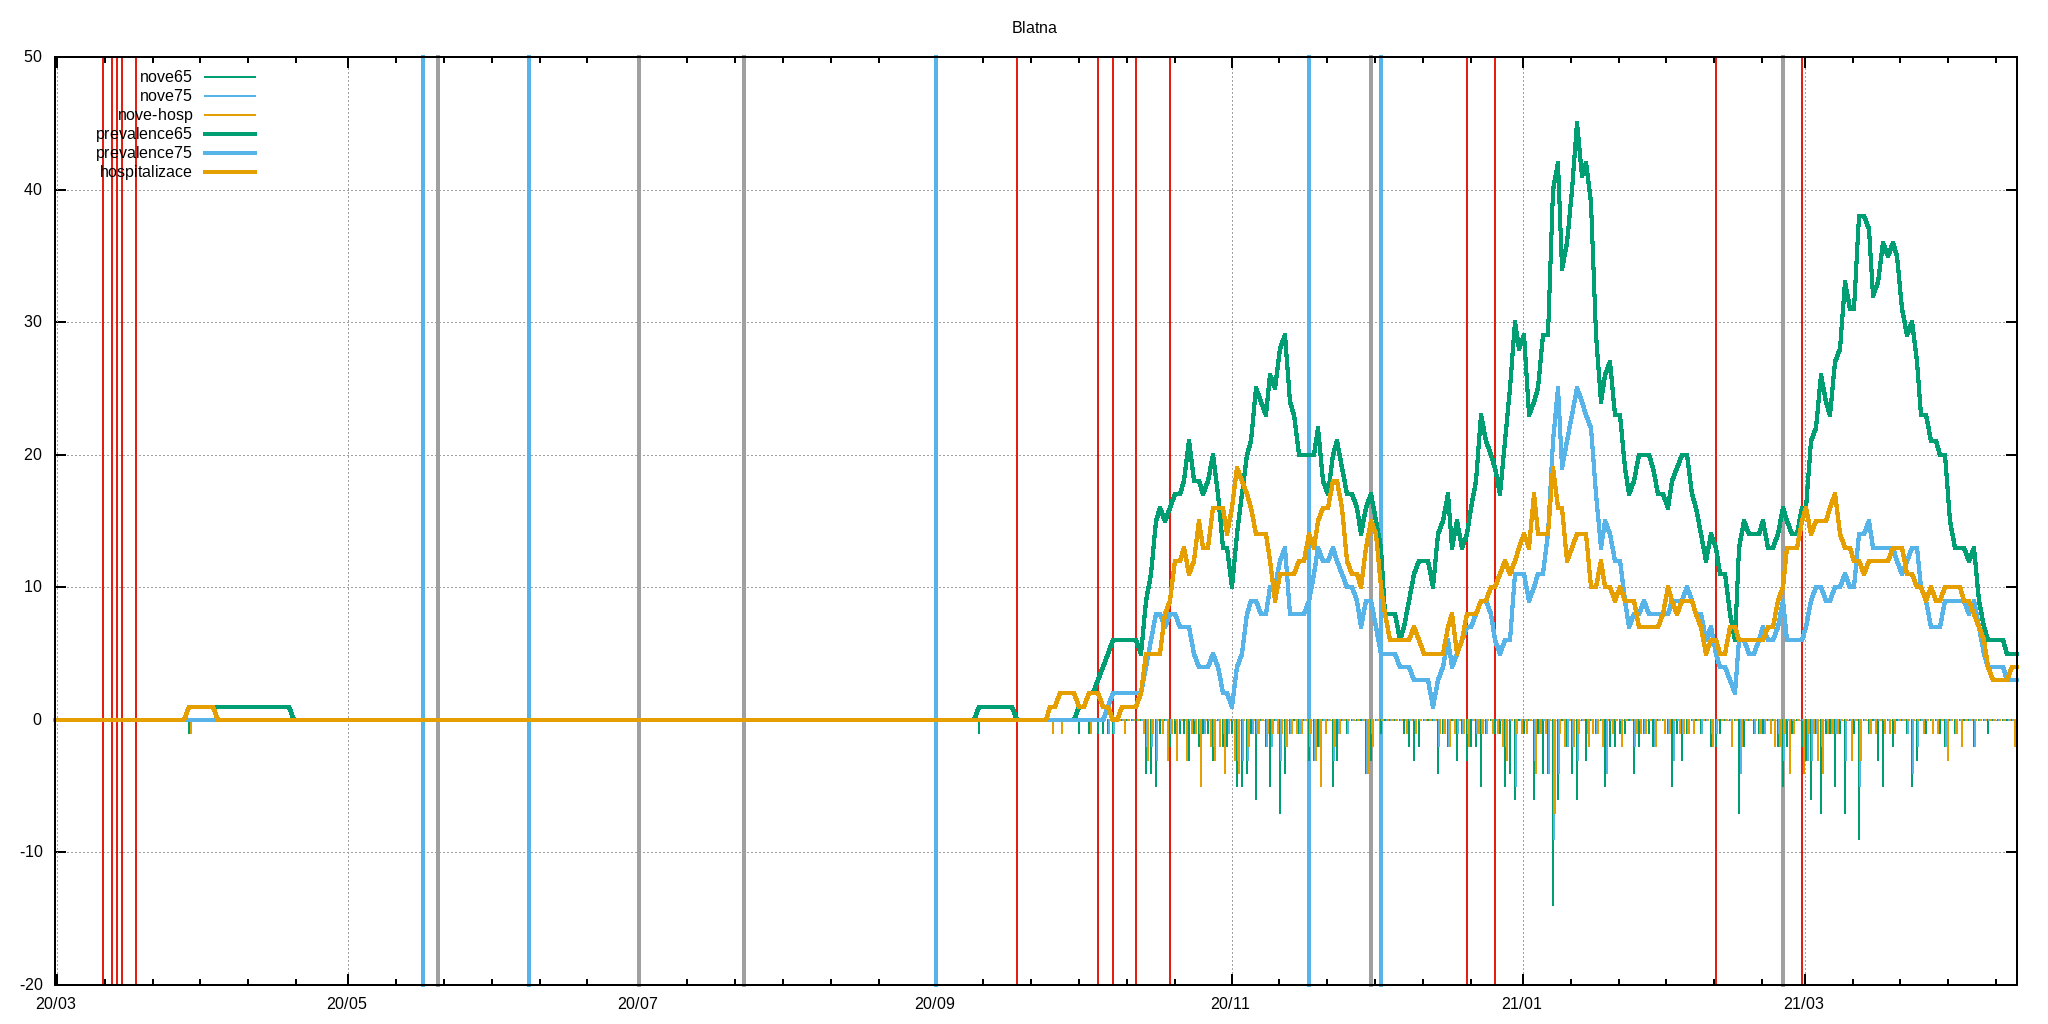 Blatna
50
nove65
nove75
nove-hosp
prevalence65
prevalence75
hospitalizace
40
30
20
10
0
-10
-20
20/03 20/05 20/07 20/09 20/11 21/01 21/03